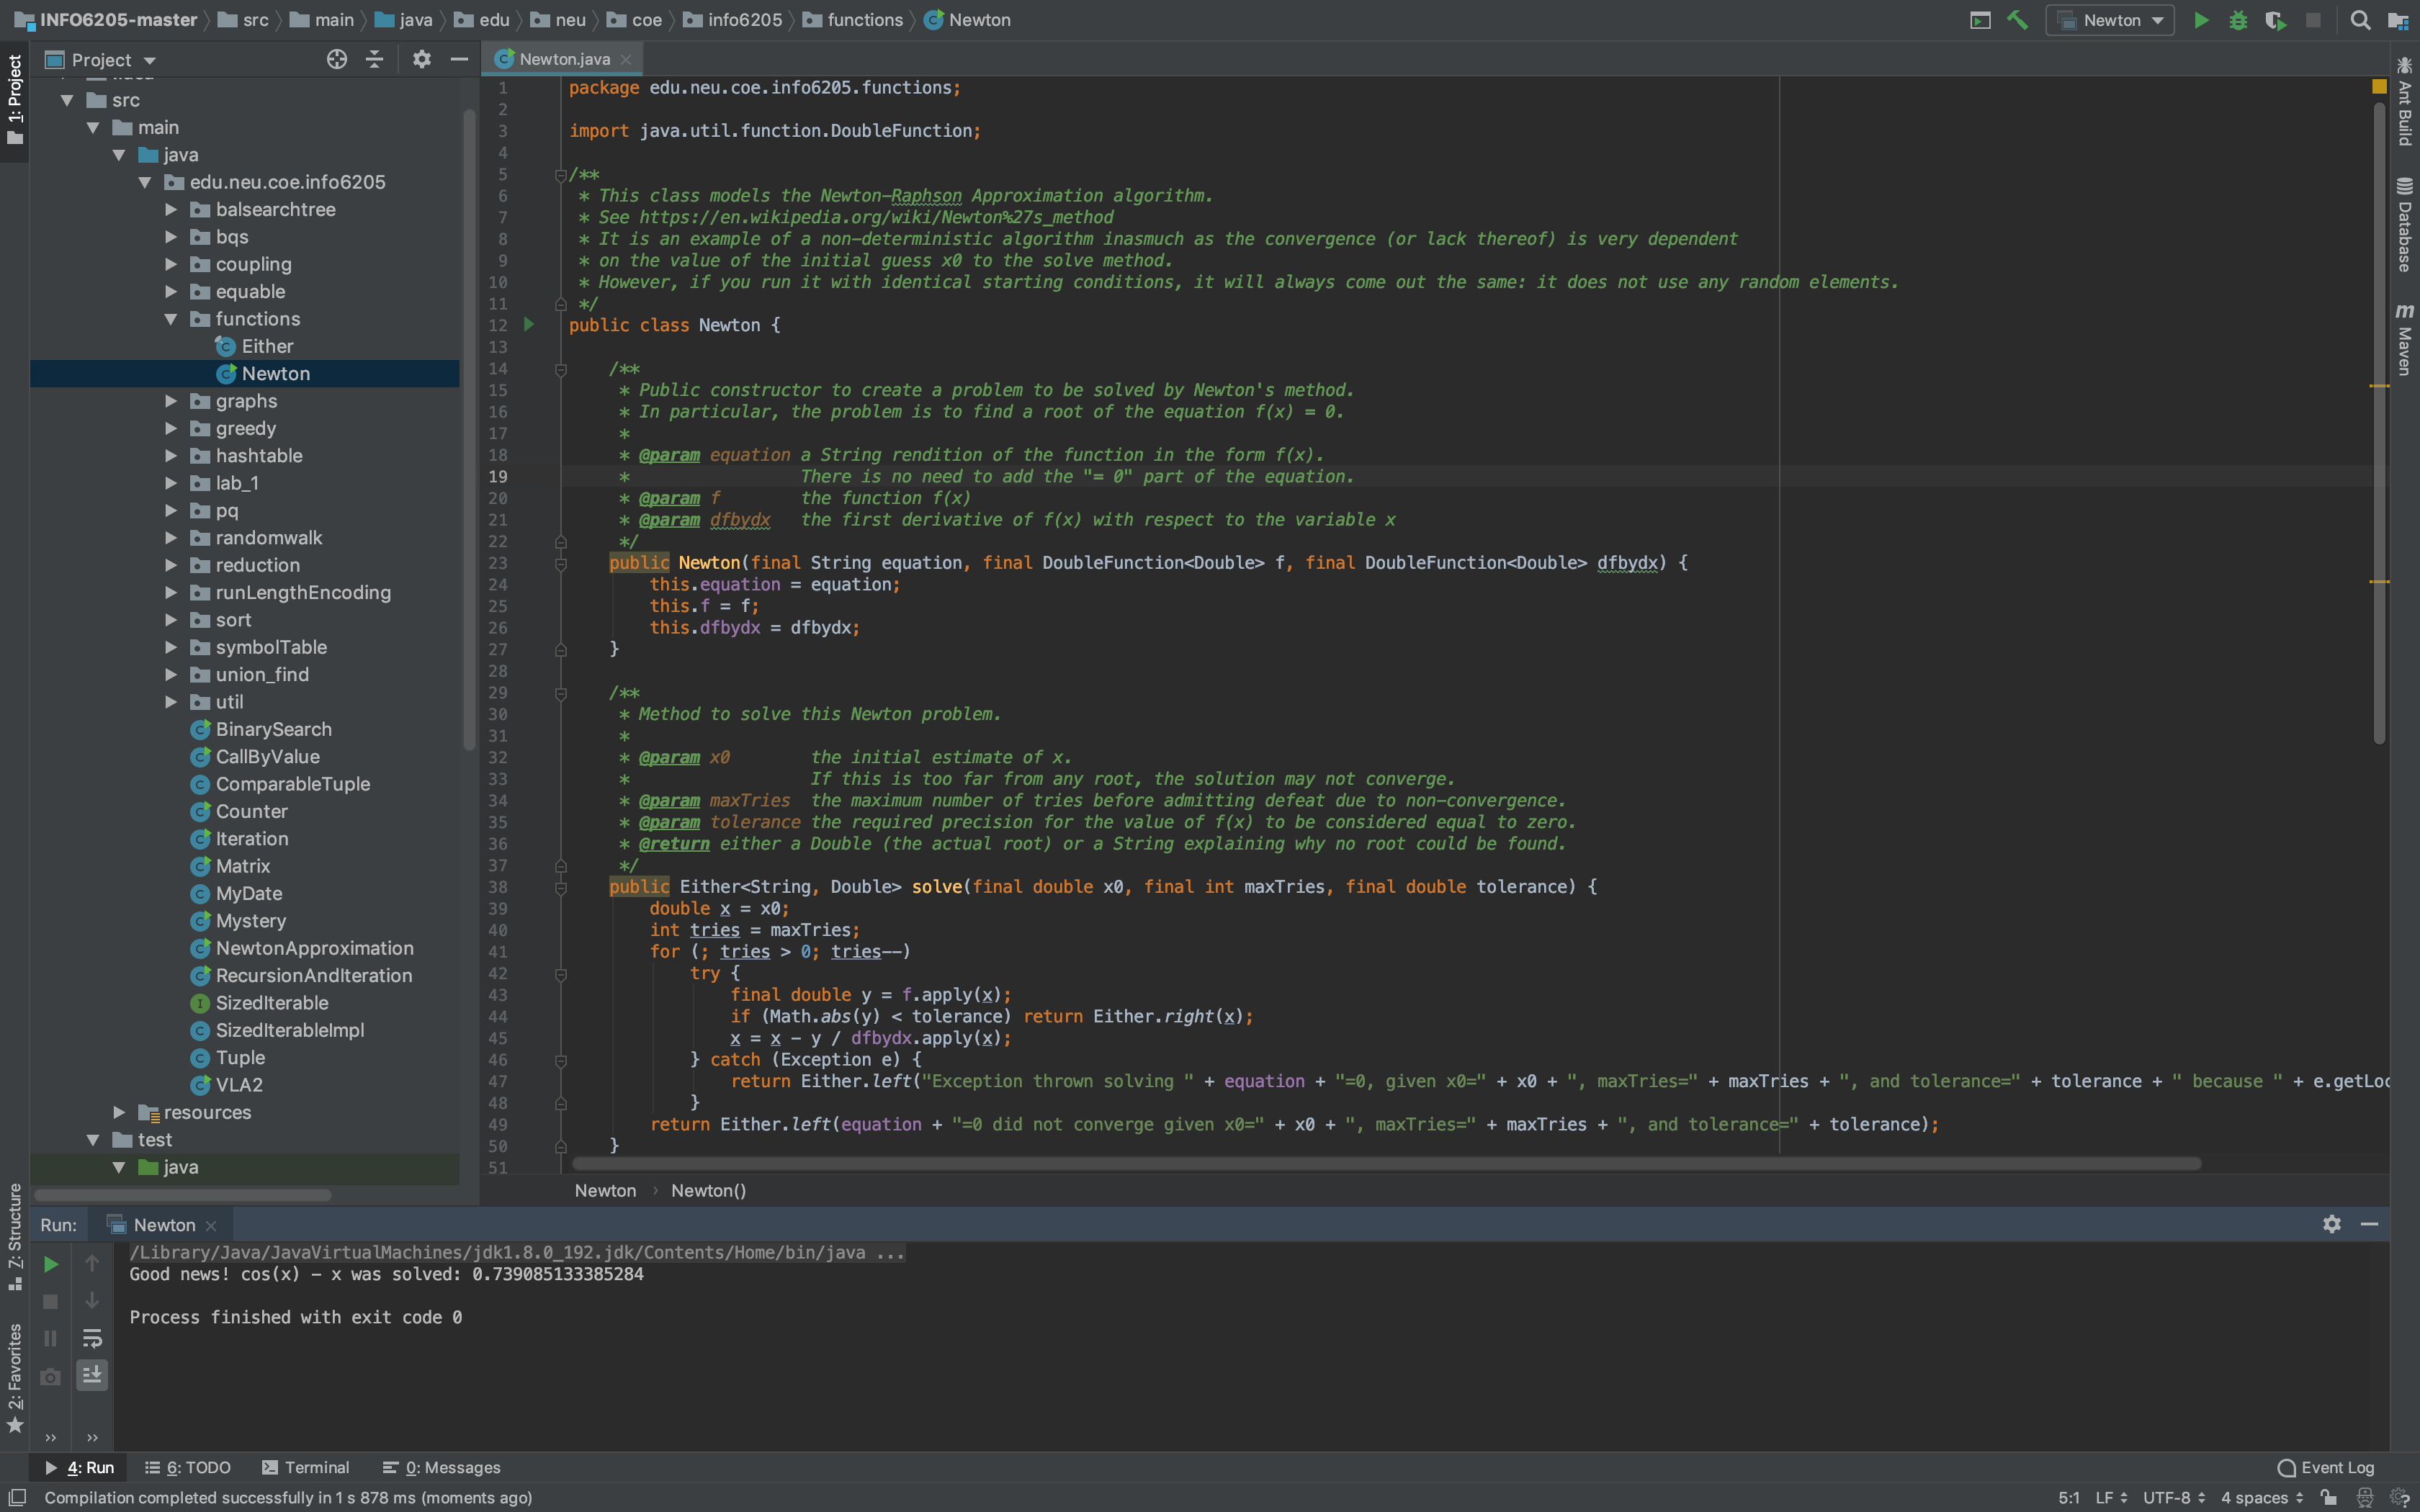 INFO6205-master src main java edu neu coe info6205 functions Newton
Newton
1: Project
Project
Newton.java
src
main
java
edu.neu.coe.info6205
balsearchtree
bqs
coupling
equable
functions
Either
Newton
graphs
greedy
hashtable
lab_1
pq
randomwalk
reduction
runLengthEncoding
sort
symbolTable
union_find
util
BinarySearch
CallByValue
ComparableTuple
Counter
Iteration
Matrix
MyDate
Mystery
NewtonApproximation
RecursionAndIteration
SizedIterable
SizedIterableImpl
Tuple
VLA2
resources
test
java
1 package edu.neu.coe.info6205.functions;
2
3 import java.util.function.DoubleFunction;
4
5 /**
6 * This class models the Newton-Raphson Approximation algorithm.
7 * See https://en.wikipedia.org/wiki/Newton%27s_method
8 * It is an example of a non-deterministic algorithm inasmuch as the convergence (or lack thereof) is very dependent
9 * on the value of the initial guess x0 to the solve method.
10 * However, if you run it with identical starting conditions, it will always come out the same: it does not use any random elements.
11 */
12 public class Newton {
13
14 /**
15 * Public constructor to create a problem to be solved by Newton's method.
16 * In particular, the problem is to find a root of the equation f(x) = 0.
17 *
18 * @param equation a String rendition of the function in the form f(x).
19 * There is no need to add the "= 0" part of the equation.
20 * @param f the function f(x)
21 * @param dfbydx the first derivative of f(x) with respect to the variable x
22 */
23 public Newton(final String equation, final DoubleFunction<Double> f, final DoubleFunction<Double> dfbydx) {
24 this.equation = equation;
25 this.f = f;
26 this.dfbydx = dfbydx;
27 }
28
29 /**
30 * Method to solve this Newton problem.
31 *
32 * @param x0 the initial estimate of x.
33 * If this is too far from any root, the solution may not converge.
34 * @param maxTries the maximum number of tries before admitting defeat due to non-convergence.
35 * @param tolerance the required precision for the value of f(x) to be considered equal to zero.
36 * @return either a Double (the actual root) or a String explaining why no root could be found.
37 */
38 public Either<String, Double> solve(final double x0, final int maxTries, final double tolerance) {
39 double x = x0;
40 int tries = maxTries;
41 for (; tries > 0; tries--)
42 try {
43 final double y = f.apply(x);
44 if (Math.abs(y) < tolerance) return Either.right(x);
45 x = x - y / dfbydx.apply(x);
46 } catch (Exception e) {
47 return Either.left("Exception thrown solving " + equation + "=0, given x0=" + x0 + ", maxTries=" + maxTries + ", and tolerance=" + tolerance + " because " + e.getLoc
48 }
49 return Either.left(equation + "=0 did not converge given x0=" + x0 + ", maxTries=" + maxTries + ", and tolerance=" + tolerance);
50 }
51
Newton › Newton()
Ant Build
Database
m Maven
7: Structure
2: Favorites
Run: Newton
/Library/Java/JavaVirtualMachines/jdk1.8.0_192.jdk/Contents/Home/bin/java ...
Good news! cos(x) - x was solved: 0.739085133385284
Process finished with exit code 0
4: Run 6: TODO Terminal 0: Messages Event Log
Compilation completed successfully in 1 s 878 ms (moments ago) 5:1 LF UTF-8 4 spaces